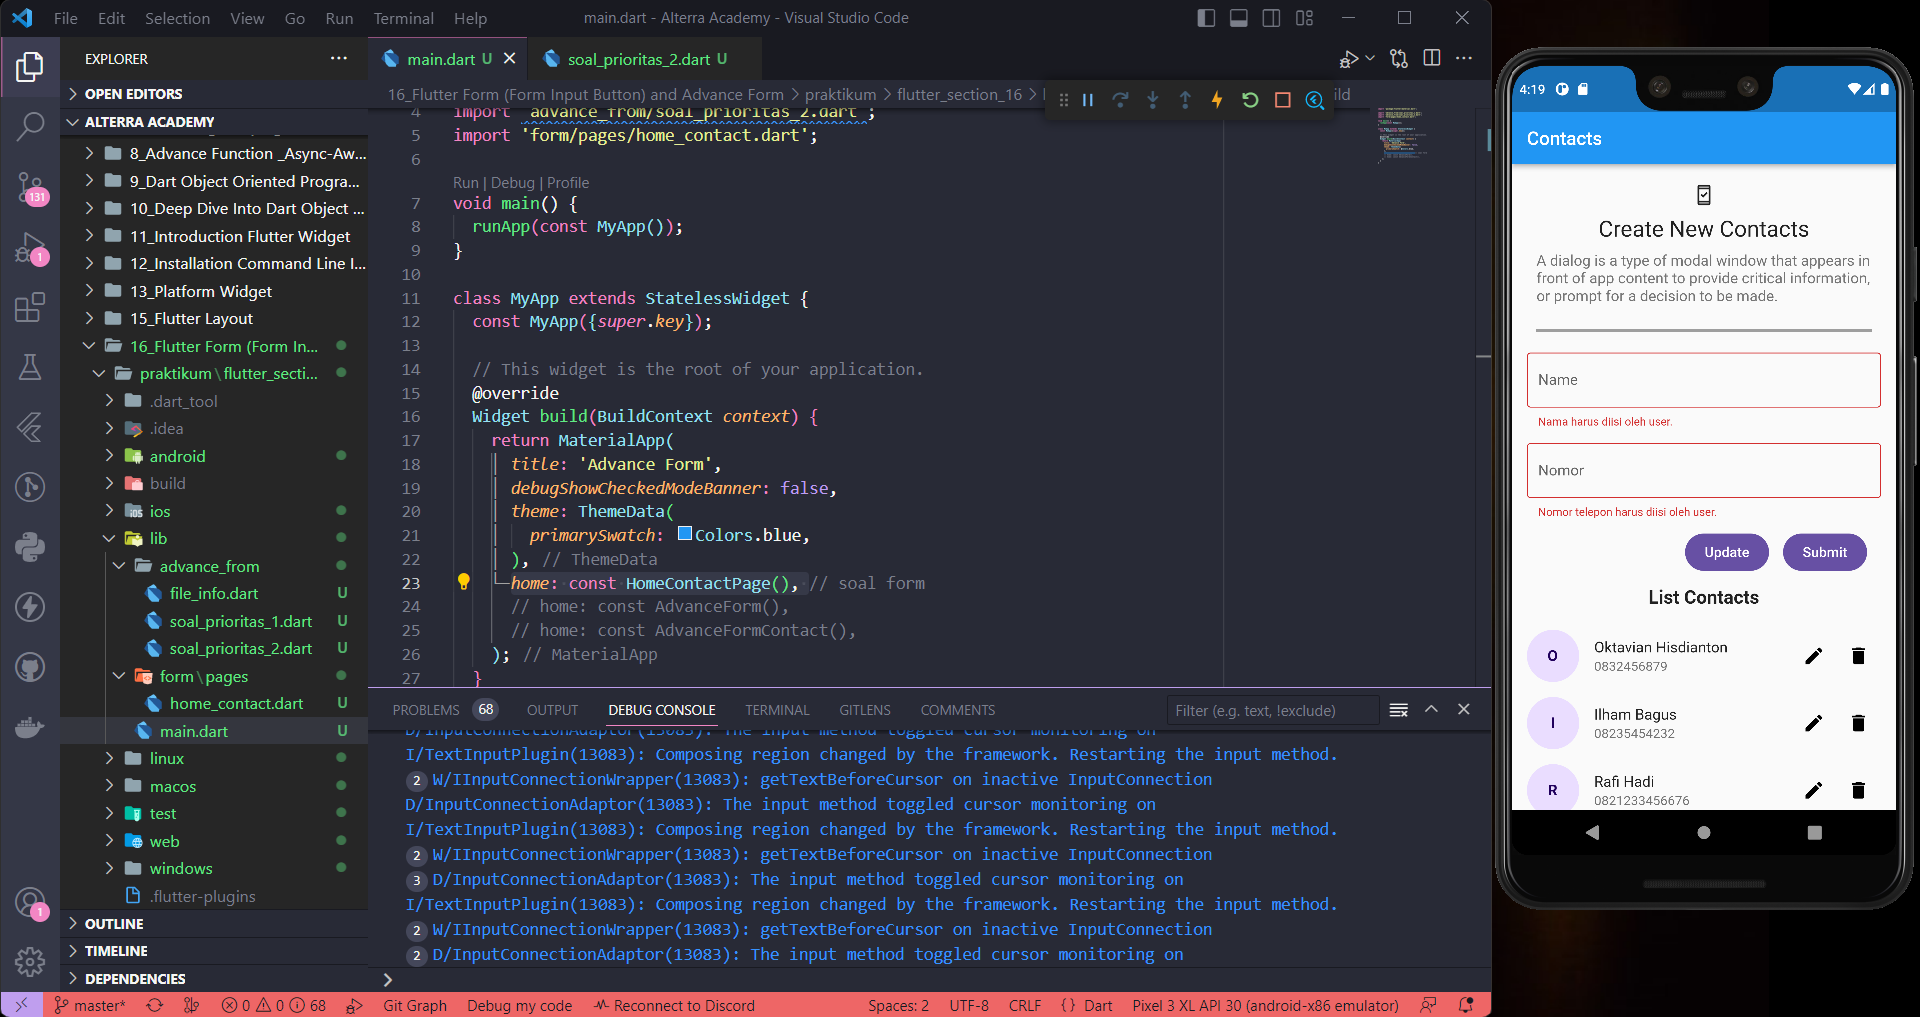 File Edit Selection View Go Run Terminal Help
main.dart - Alterra Academy - Visual Studio Code
EXPLORER
OPEN EDITORS
ALTERRA ACADEMY
8_Advance Function _Async-Aw...
9_Dart Object Oriented Progra...
10_Deep Dive Into Dart Object ...
11_Introduction Flutter Widget
12_Installation Command Line I...
13_Platform Widget
15_Flutter Layout
16_Flutter Form (Form In...
praktikum\flutter_secti...
.dart_tool
.idea
android
build
ios
lib
advance_from
file_info.dart U
soal_prioritas_1.dart U
soal_prioritas_2.dart U
form\pages
home_contact.dart U
main.dart U
linux
macos
test
web
windows
.flutter-plugins
OUTLINE
TIMELINE
DEPENDENCIES
131
1
1
main.dart U
soal_prioritas_2.dart U
16_Flutter Form (Form Input Button) and Advance Form > praktikum > flutter_section_16 >
4 import 'advance_from/soal_prioritas_2.dart';
5 import 'form/pages/home_contact.dart';
6
Run | Debug | Profile
7 void main() {
8 runApp(const MyApp());
9 }
10
11 class MyApp extends StatelessWidget {
12 const MyApp({super.key});
13
14 // This widget is the root of your application.
15 @override
16 Widget build(BuildContext context) {
17 return MaterialApp(
18 title: 'Advance Form',
19 debugShowCheckedModeBanner: false,
20 theme: ThemeData(
21 primarySwatch: Colors.blue,
22 ), // ThemeData
23 home: const HomeContactPage(), // soal form
24 // home: const AdvanceForm(),
25 // home: const AdvanceFormContact(),
26 ); // MaterialApp
27 }
PROBLEMS 68 OUTPUT DEBUG CONSOLE TERMINAL GITLENS COMMENTS
Filter (e.g. text, !exclude)
D/InputConnectionAdaptor(13083): The input method toggled cursor monitoring on
I/TextInputPlugin(13083): Composing region changed by the framework. Restarting the input method.
2 W/IInputConnectionWrapper(13083): getTextBeforeCursor on inactive InputConnection
D/InputConnectionAdaptor(13083): The input method toggled cursor monitoring on
I/TextInputPlugin(13083): Composing region changed by the framework. Restarting the input method.
2 W/IInputConnectionWrapper(13083): getTextBeforeCursor on inactive InputConnection
3 D/InputConnectionAdaptor(13083): The input method toggled cursor monitoring on
I/TextInputPlugin(13083): Composing region changed by the framework. Restarting the input method.
2 W/IInputConnectionWrapper(13083): getTextBeforeCursor on inactive InputConnection
2 D/InputConnectionAdaptor(13083): The input method toggled cursor monitoring on
master* 0 0 68 Git Graph Debug my code Reconnect to Discord
Spaces: 2 UTF-8 CRLF {} Dart Pixel 3 XL API 30 (android-x86 emulator)
4:19
Contacts
Create New Contacts
A dialog is a type of modal window that appears in
front of app content to provide critical information,
or prompt for a decision to be made.
Name
Nama harus diisi oleh user.
Nomor
Nomor telepon harus diisi oleh user.
Update Submit
List Contacts
O
Oktavian Hisdianton
0832456879
I
Ilham Bagus
08235454232
R
Rafi Hadi
0821233456676